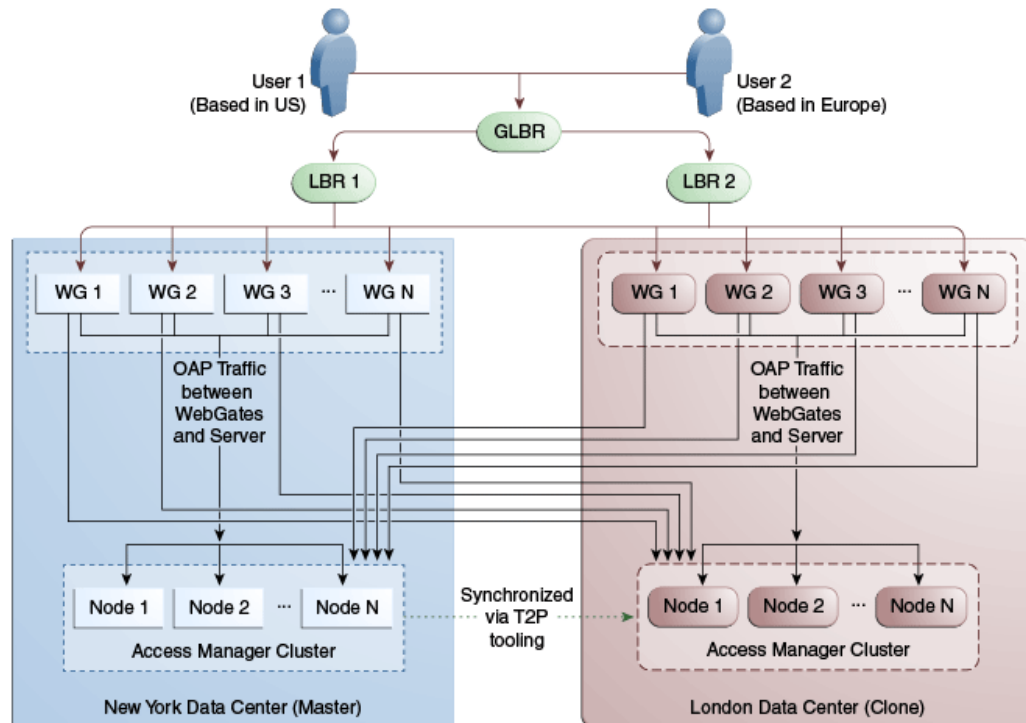 User 1
(Based in US)
User 2
(Based in Europe)
GLBR
LBR 1
LBR 2
WG 1
WG 2
WG 3
...
WG N
WG 1
WG 2
WG 3
...
WG N
OAP Traffic
between
WebGates
and Server
OAP Traffic
between
WebGates
and Server
Node 1
Node 2
...
Node N
Access Manager Cluster
Synchronized
via T2P
tooling
Node 1
Node 2
...
Node N
Access Manager Cluster
New York Data Center (Master)
London Data Center (Clone)